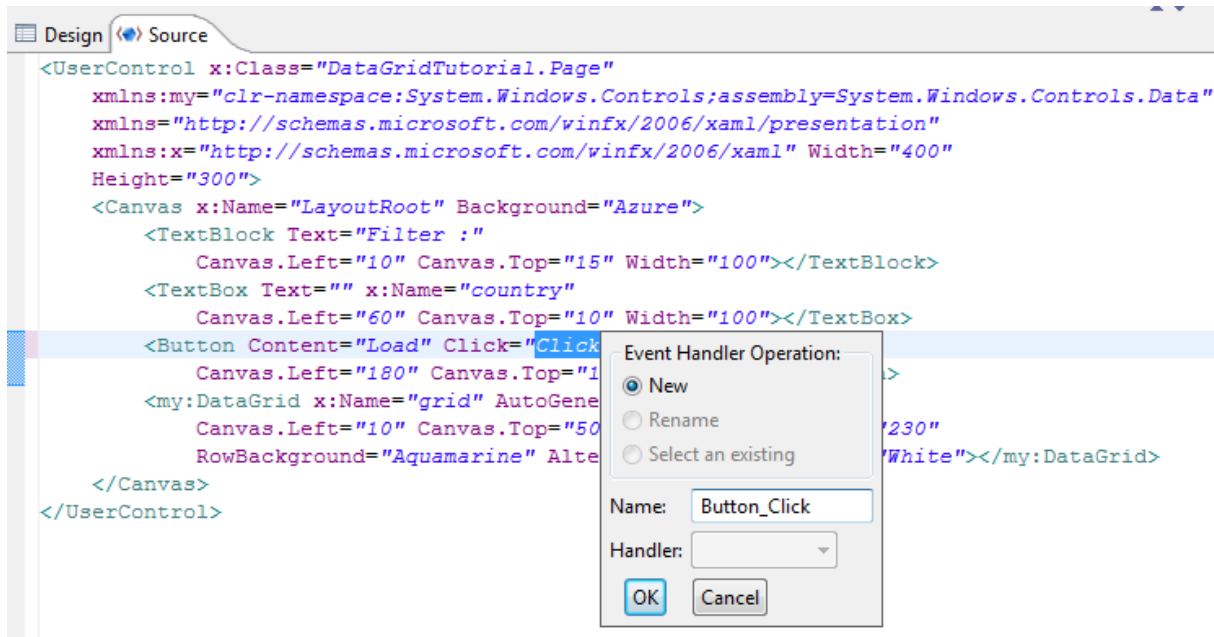 Design Source
<UserControl x:Class="DataGridTutorial.Page"
xmlns:my="clr-namespace:System.Windows.Controls;assembly=System.Windows.Controls.Data"
xmlns="http://schemas.microsoft.com/winfx/2006/xaml/presentation"
xmlns:x="http://schemas.microsoft.com/winfx/2006/xaml" Width="400"
Height="300">
<Canvas x:Name="LayoutRoot" Background="Azure">
<TextBlock Text="Filter :"
Canvas.Left="10" Canvas.Top="15" Width="100"></TextBlock>
<TextBox Text="" x:Name="country"
Canvas.Left="60" Canvas.Top="10" Width="100"></TextBox>
<Button Content="Load" Click="Click
Canvas.Left="180" Canvas.Top="1 >
<my:DataGrid x:Name="grid" AutoGene
Canvas.Left="10" Canvas.Top="50 "230"
RowBackground="Aquamarine" Alte "White"></my:DataGrid>
</Canvas>
</UserControl>
Event Handler Operation:
New
Rename
Select an existing
Name: Button_Click
Handler:
OK Cancel